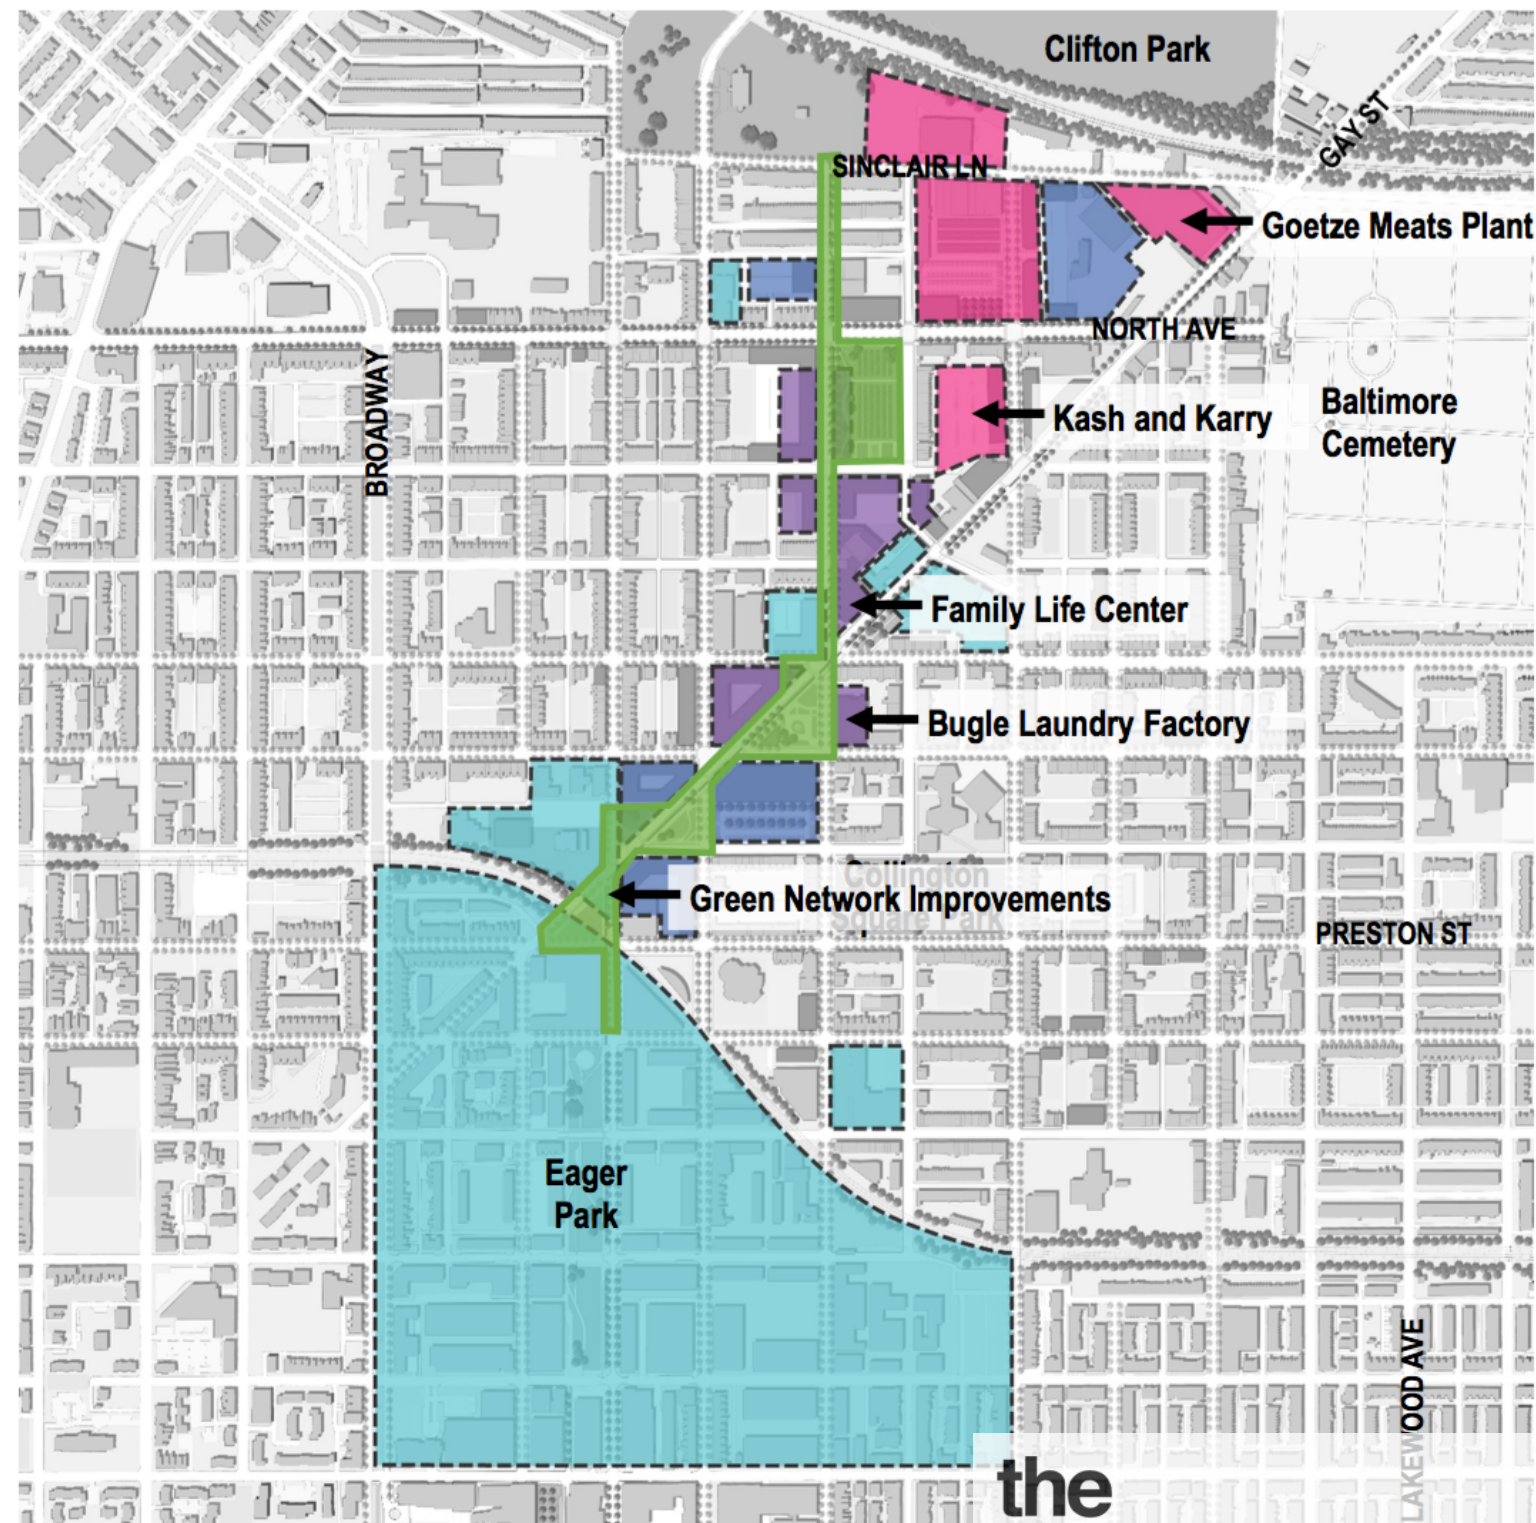 Clifton Park
GAY ST
SINCLAIR LN
Goetze Meats Plant
NORTH AVE
BROADWAY
Kash and Karry
Baltimore
Cemetery
Family Life Center
Bugle Laundry Factory
Collington
Square Park
Green Network Improvements
PRESTON ST
Eager
Park
LAKEWOOD AVE
the